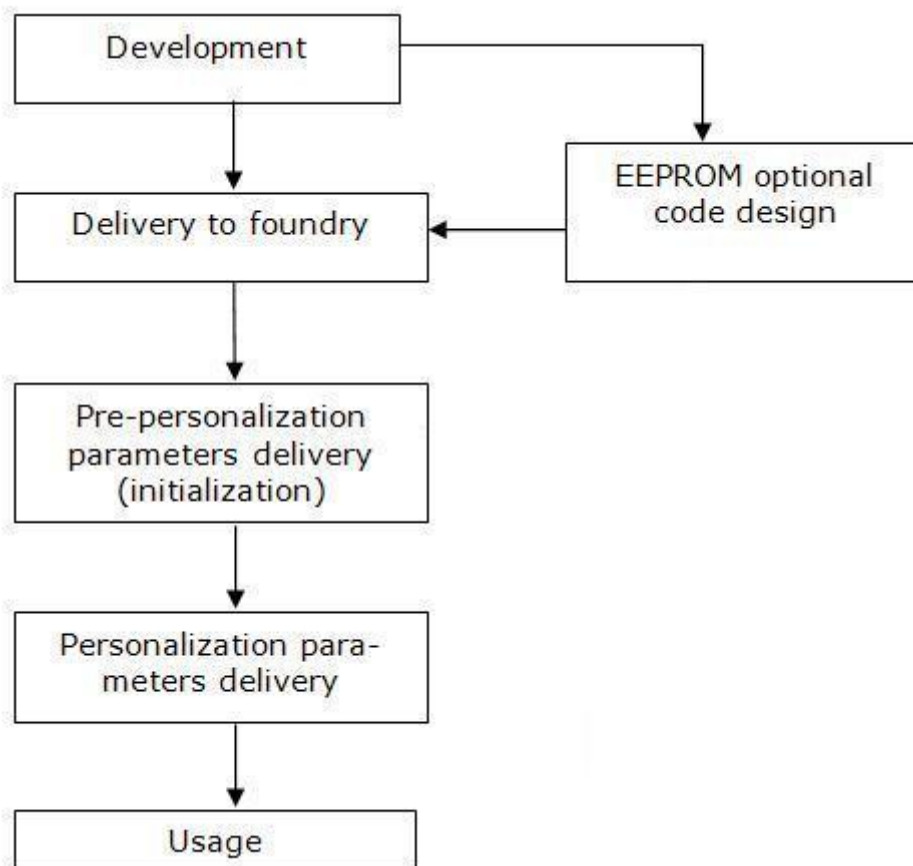 Development
EEPROM optional
code design
Delivery to foundry
Pre-personalization
parameters delivery
(initialization)
Personalization para-
meters delivery
Usage